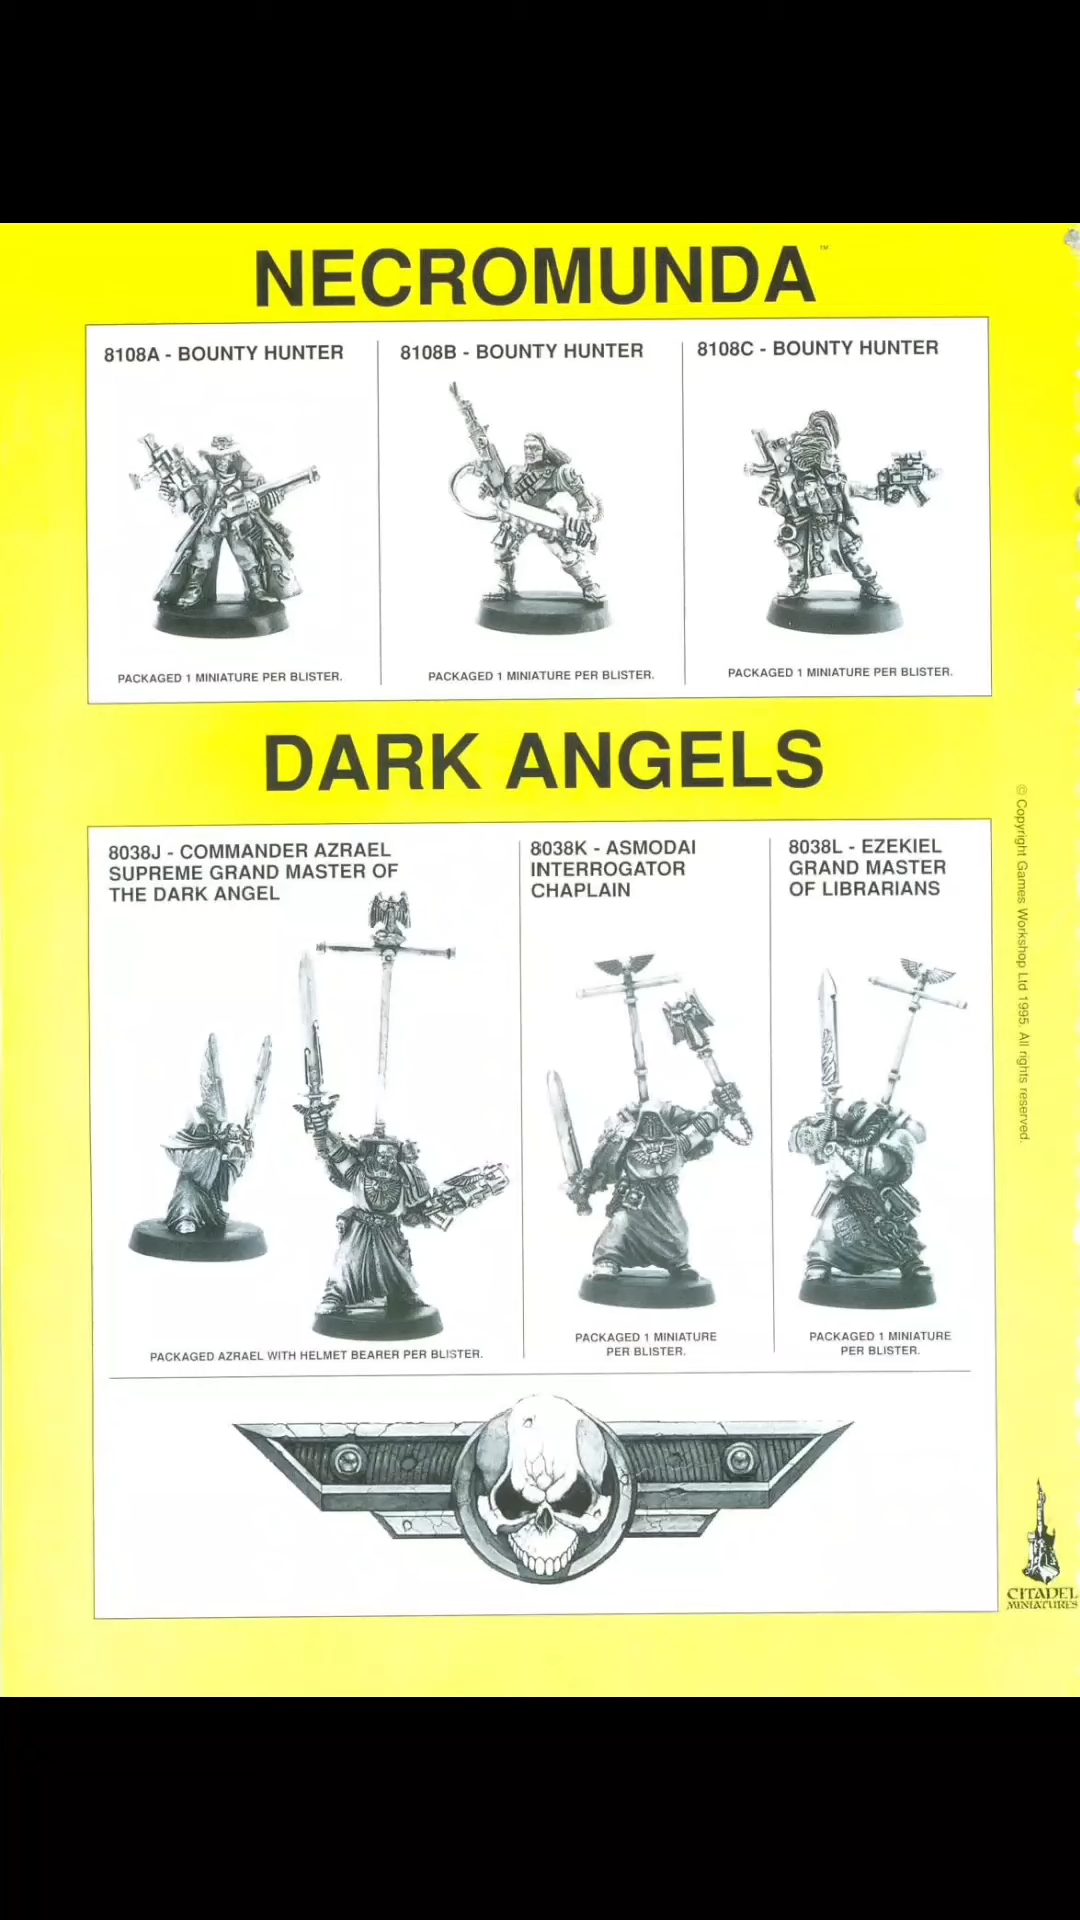 NECROMUNDA™
8108A - BOUNTY HUNTER
8108B - BOUNTY HUNTER
8108C - BOUNTY HUNTER
PACKAGED 1 MINIATURE PER BLISTER.
PACKAGED 1 MINIATURE PER BLISTER.
PACKAGED 1 MINIATURE PER BLISTER.
DARK ANGELS
8038J - COMMANDER AZRAEL
SUPREME GRAND MASTER OF
THE DARK ANGEL
8038K - ASMODAI
INTERROGATOR
CHAPLAIN
8038L - EZEKIEL
GRAND MASTER
OF LIBRARIANS
PACKAGED AZRAEL WITH HELMET BEARER PER BLISTER.
PACKAGED 1 MINIATURE
PER BLISTER.
PACKAGED 1 MINIATURE
PER BLISTER.
© Copyright Games Workshop Ltd 1995. All rights reserved.
CITADEL
MINIATURES